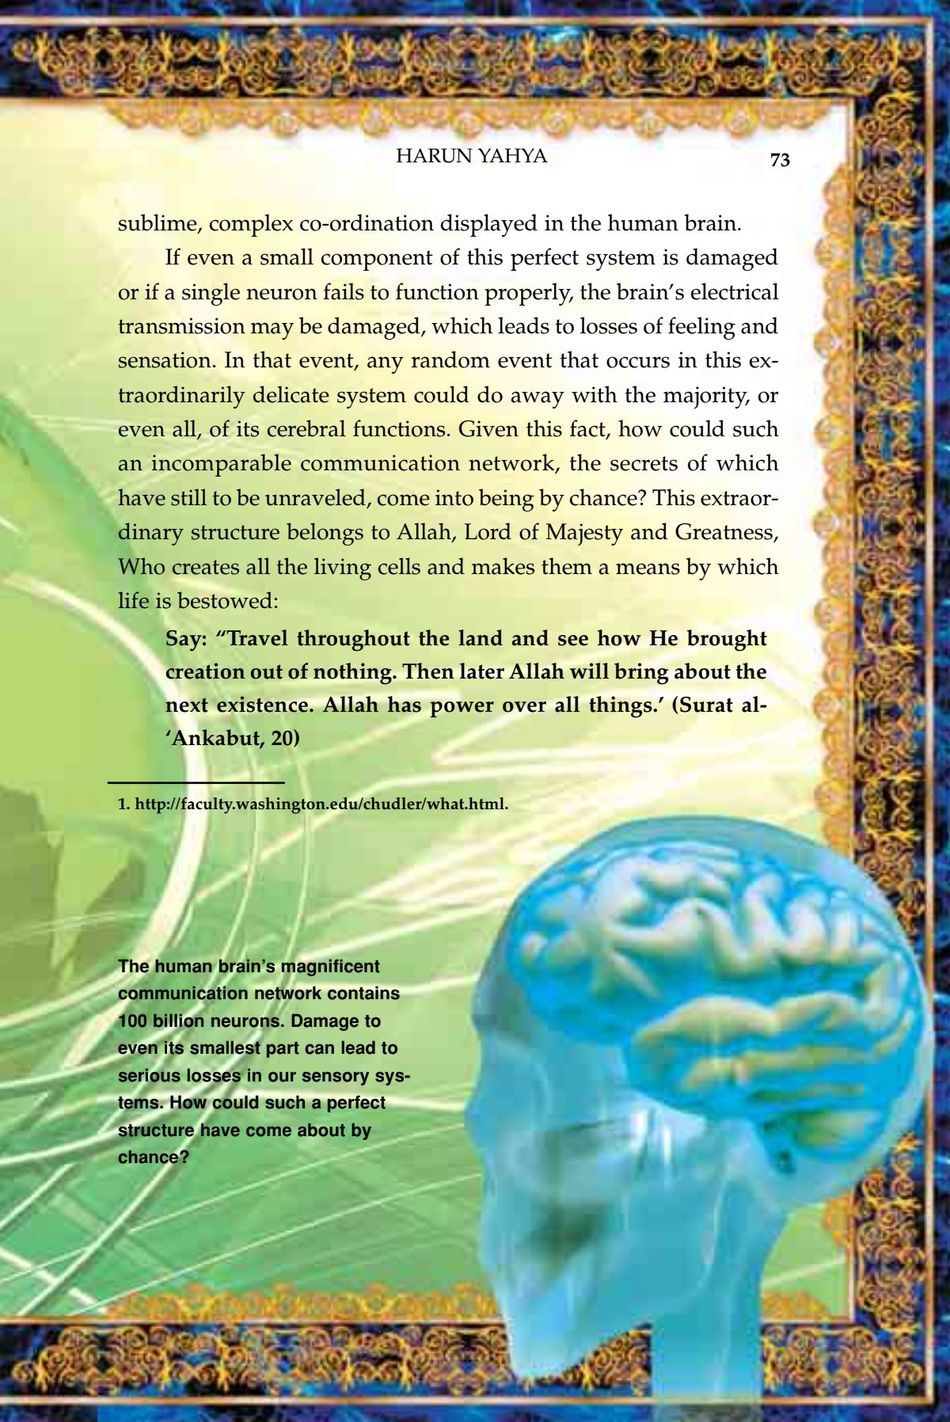 HARUN YAHYA
73
sublime, complex co-ordination displayed in the human brain.
If even a small component of this perfect system is damaged
or if a single neuron fails to function properly, the brain's electrical
transmission may be damaged, which leads to losses of feeling and
sensation. In that event, any random event that occurs in this ex-
traordinarily delicate system could do away with the majority, or
even all, of its cerebral functions. Given this fact, how could such
an incomparable communication network, the secrets of which
have still to be unraveled, come into being by chance? This extraor-
dinary structure belongs to Allah, Lord of Majesty and Greatness,
Who creates all the living cells and makes them a means by which
life is bestowed:
Say: “Travel throughout the land and see how He brought
creation out of nothing. Then later Allah will bring about the
next existence. Allah has power over all things.’ (Surat al-
‘Ankabut, 20)
1. http://faculty.washington.edu/chudler/what.html.
The human brain’s magnificent
communication network contains
100 billion neurons. Damage to
even its smallest part can lead to
serious losses in our sensory sys-
tems. How could such a perfect
structure have come about by
chance?